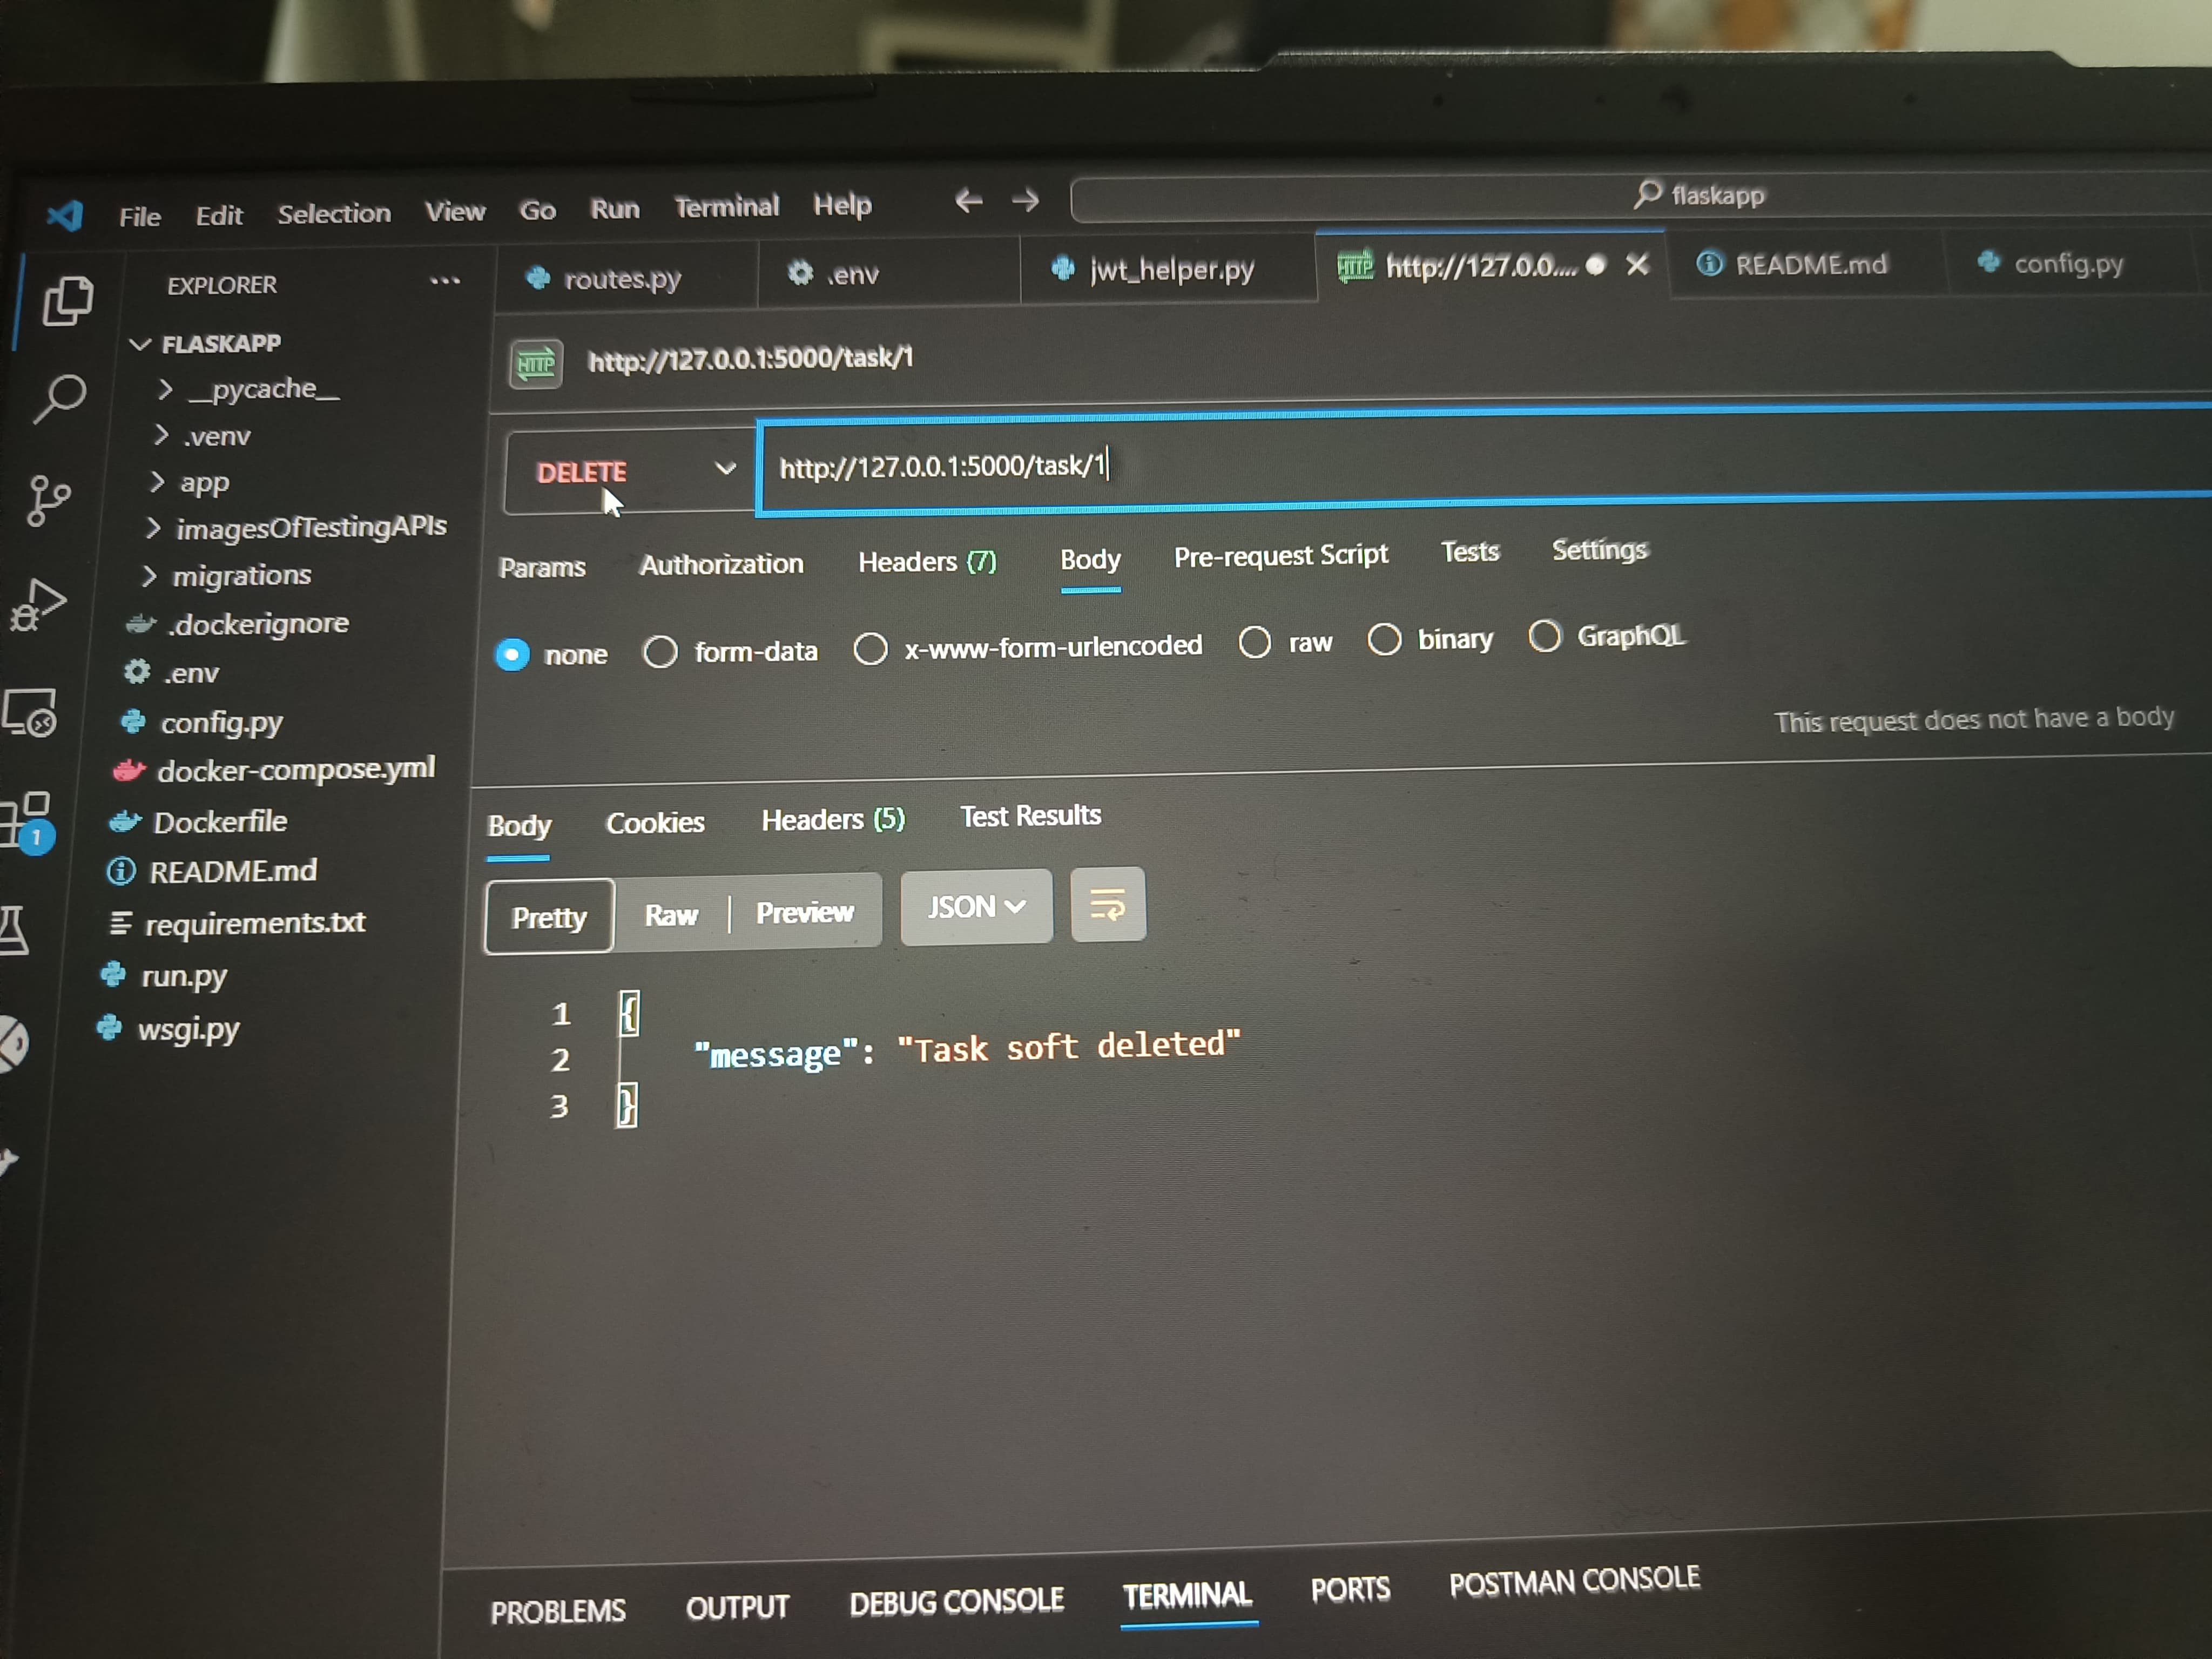 File Edit Selection View Go Run Terminal Help flaskapp
EXPLORER
routes.py .env jwt_helper.py http://127.0.0.... README.md config.py
FLASKAPP
__pycache__
.venv
app
imagesOfTestingAPIs
migrations
.dockerignore
.env
config.py
docker-compose.yml
Dockerfile
README.md
requirements.txt
run.py
wsgi.py
1
HTTP http://127.0.0.1:5000/task/1
DELETE http://127.0.0.1:5000/task/1
Params Authorization Headers (7) Body Pre-request Script Tests Settings
none form-data x-www-form-urlencoded raw binary GraphQL
This request does not have a body
Body Cookies Headers (5) Test Results
Pretty Raw Preview JSON
1 {
2 "message": "Task soft deleted"
3 }
PROBLEMS OUTPUT DEBUG CONSOLE TERMINAL PORTS POSTMAN CONSOLE